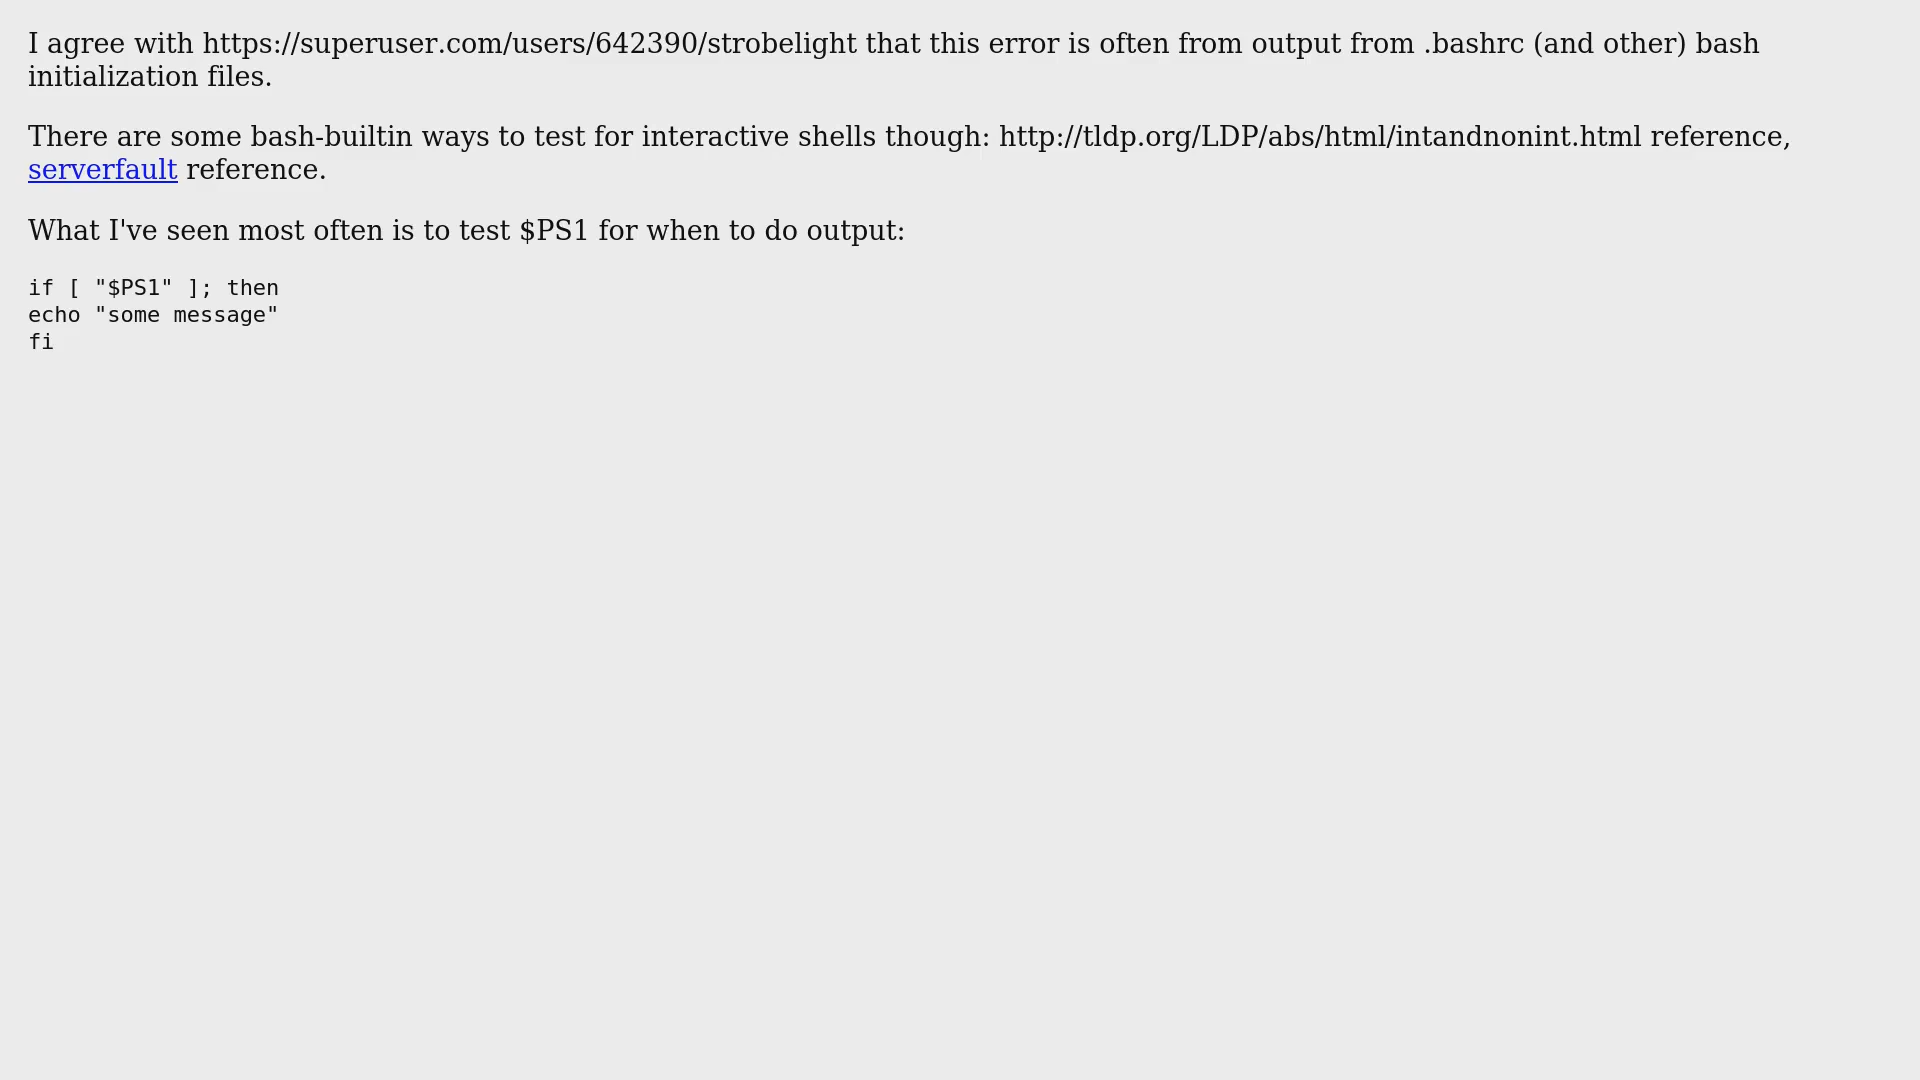 I agree with https://superuser.com/users/642390/strobelight that this error is often from output from .bashrc (and other) bash
initialization files.
There are some bash-builtin ways to test for interactive shells though: http://tldp.org/LDP/abs/html/intandnonint.html reference,
serverfault reference.
What I've seen most often is to test $PS1 for when to do output:
if [ "$PS1" ]; then
echo "some message"
fi